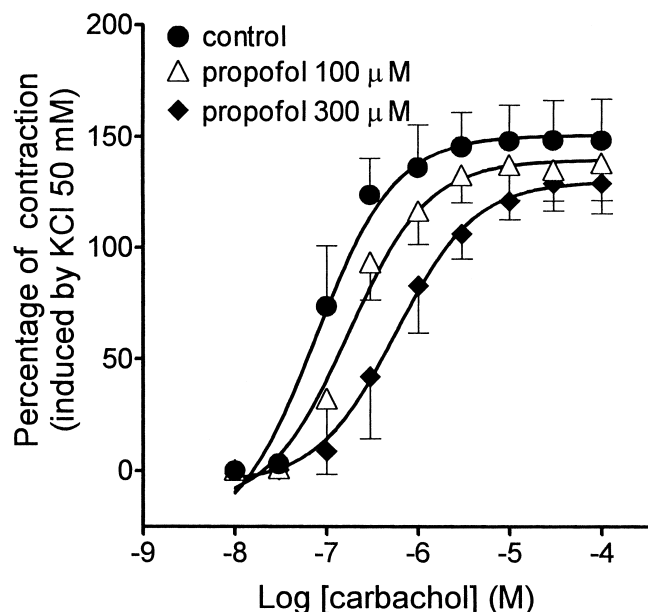 200
150
100
50
0
Percentage of contraction
(induced by KCl 50 mM)
control
propofol 100 μM
propofol 300 μM
-9 -8 -7 -6 -5 -4
Log [carbachol] (M)